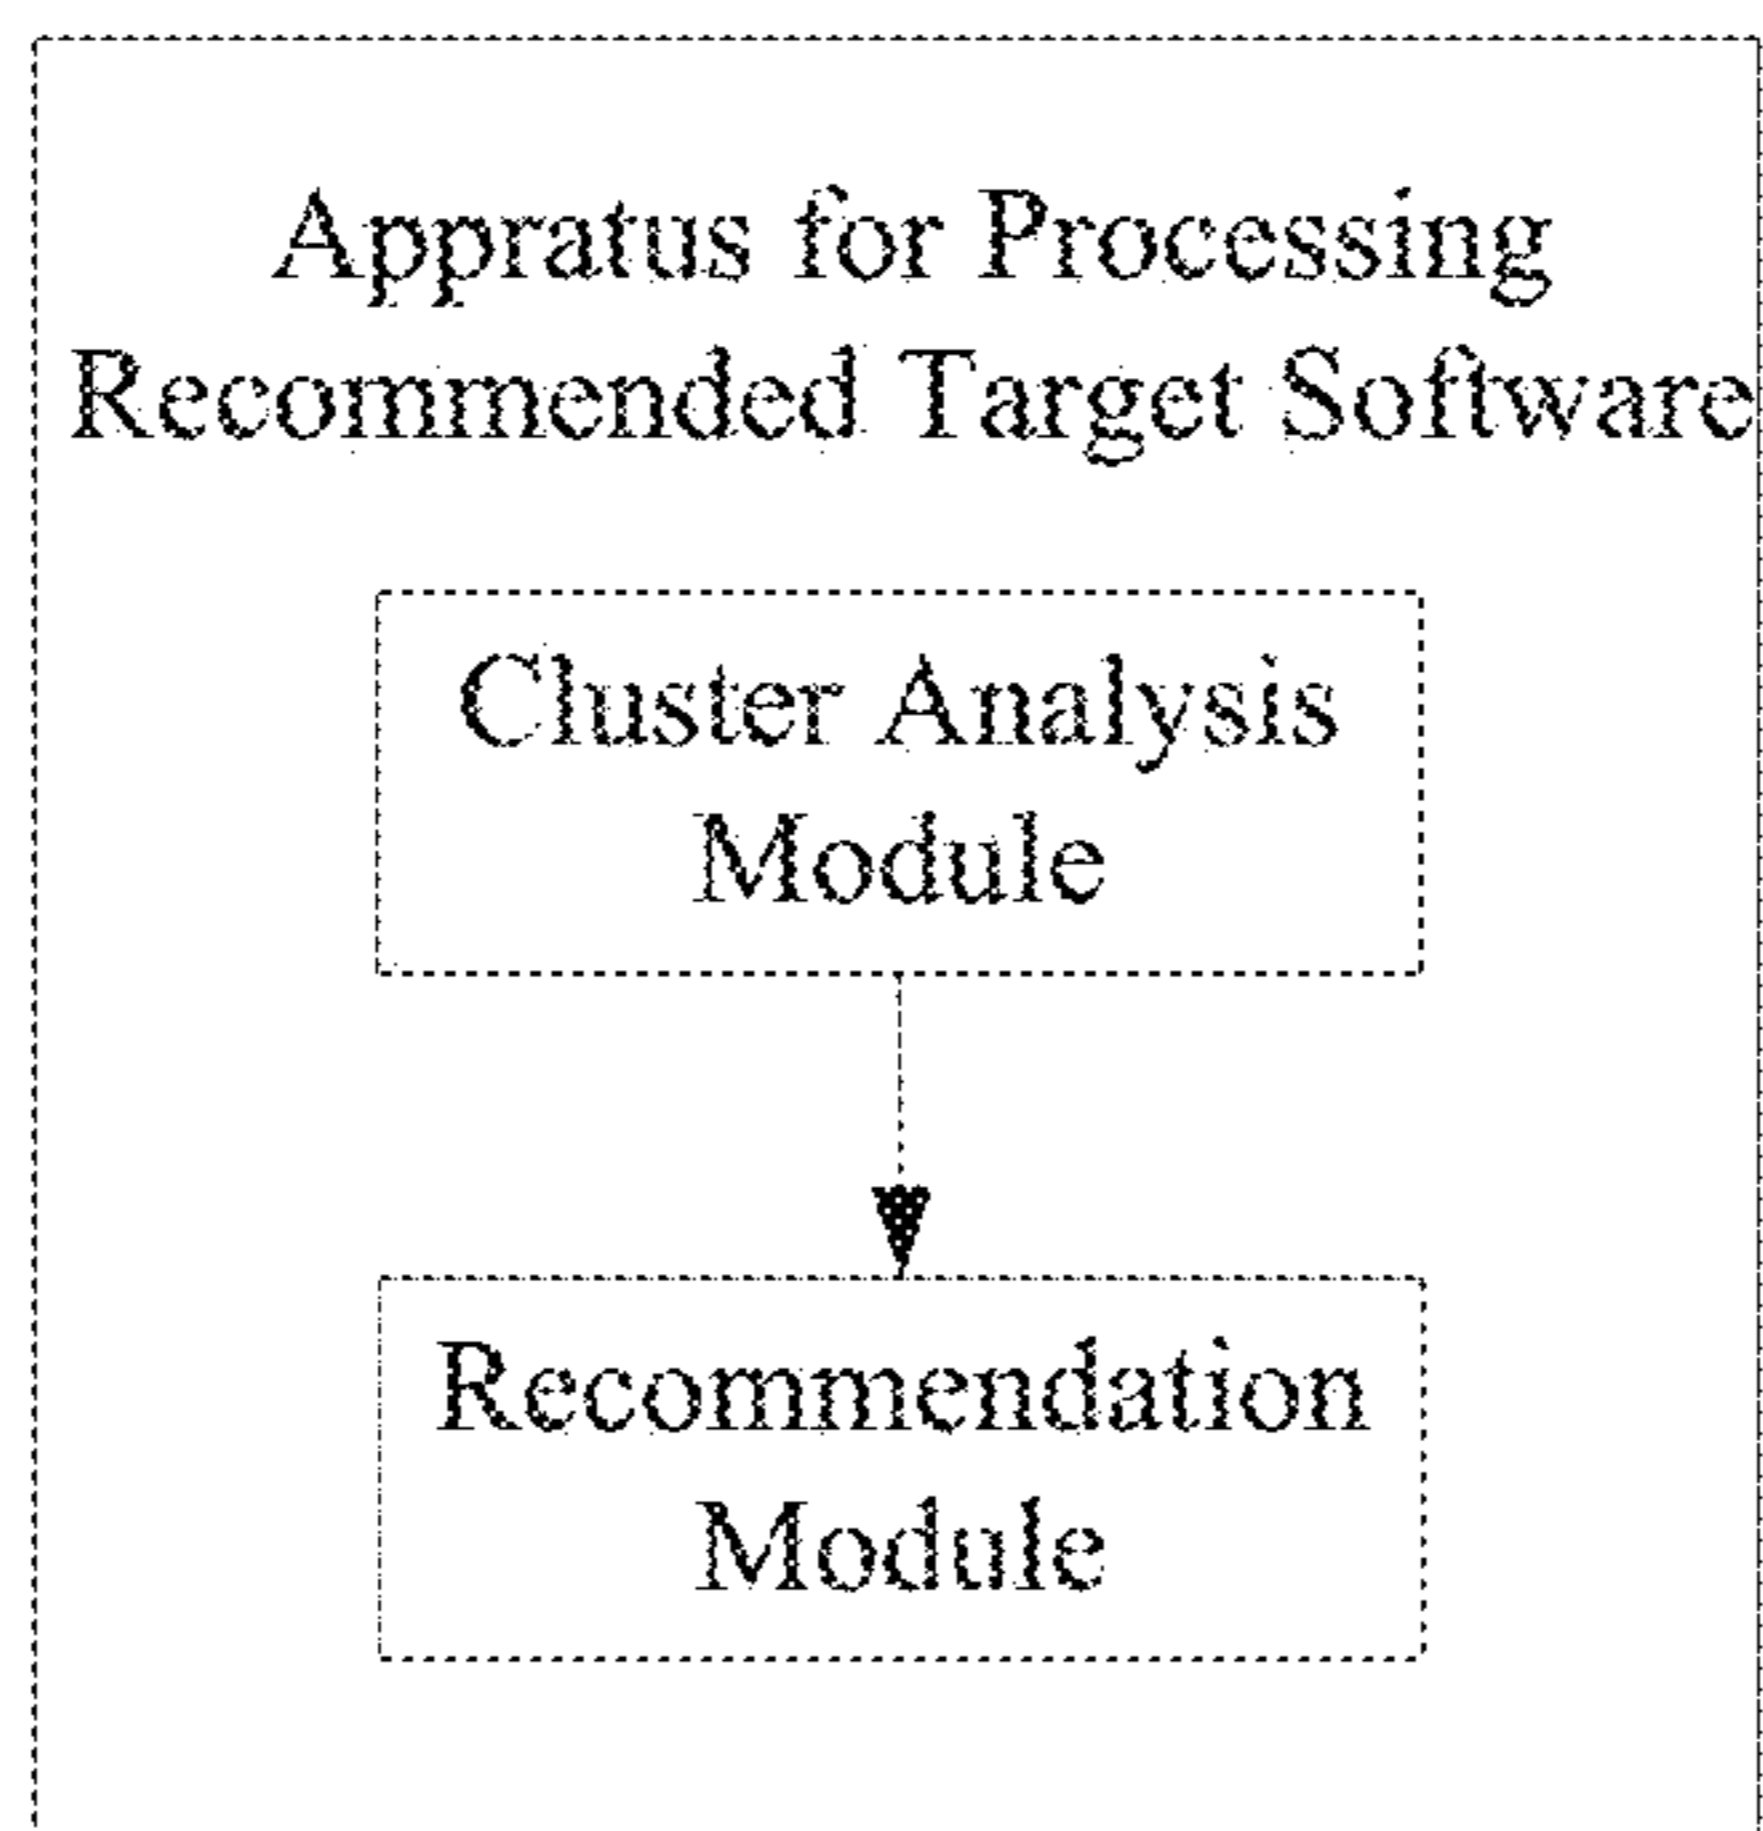 Appratus for Processing
Recommended Target Software
Cluster Analysis
Module
Recommendation
Module